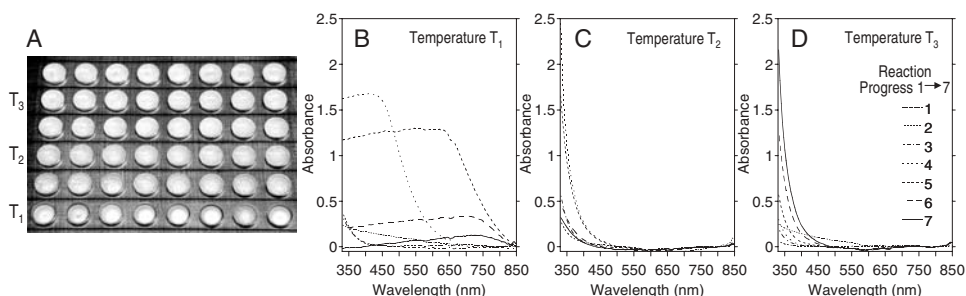 A
T3
T2
T1
B
Temperature T1
2.5
2
1.5
1
0.5
0
Absorbance
350 450 550 650 750 850
Wavelength (nm)
C
Temperature T2
2.5
2
1.5
1
0.5
0
Absorbance
350 450 550 650 750 850
Wavelength (nm)
D
Temperature T3
Reaction
Progress 1→7
1
2
3
4
5
6
7
2.5
2
1.5
1
0.5
0
Absorbance
350 450 550 650 750 850
Wavelength (nm)